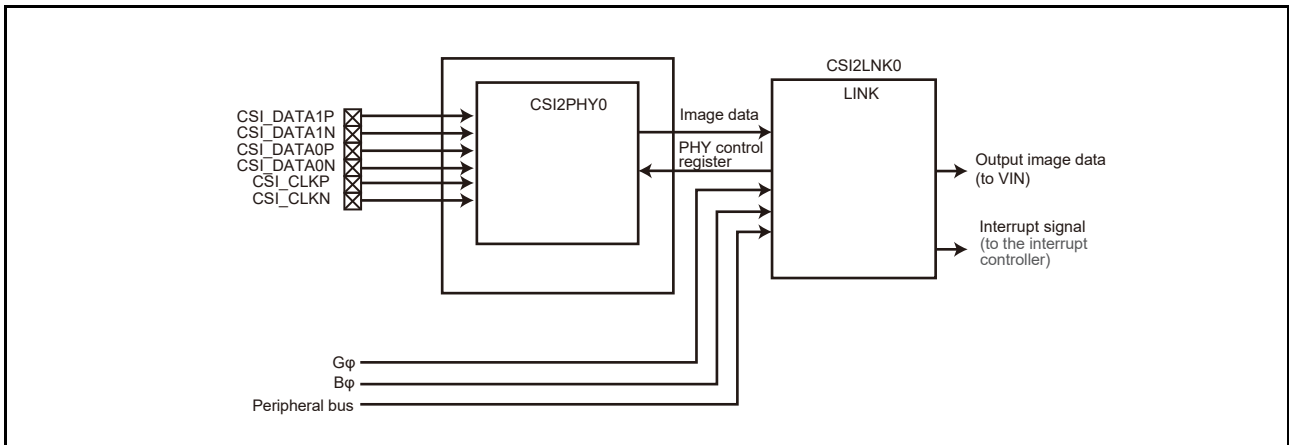 CSI2LNK0
LINK
CSI2PHY0
CSI_DATA1P
CSI_DATA1N
CSI_DATA0P
CSI_DATA0N
CSI_CLKP
CSI_CLKN
Image data
PHY control
register
Output image data
(to VIN)
Interrupt signal
(to the interrupt
controller)
Gφ
Bφ
Peripheral bus